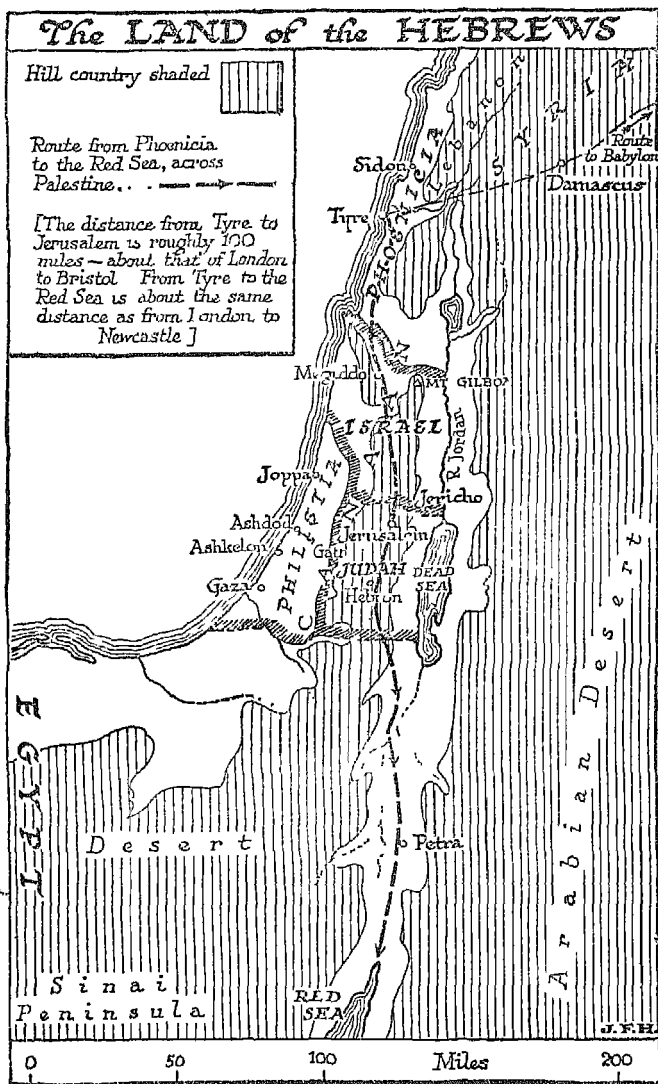 The LAND of the HEBREWS
Hill country shaded
Route from Phœnicia
to the Red Sea, across
Palestine. . .
[The distance from Tyre to
Jerusalem is roughly 100
miles — about that of London
to Bristol From Tyre to the
Red Sea is about the same
distance as from London to
Newcastle ]
SYRIA
Lebanon
Route
to Babylon
Sidon
Damascus
PHOENICIA
Tyre
Megiddo
MT GILBOA
CANAAN
ISRAEL
R Jordan
Joppa
Jericho
PHILISTIA
Ashdod
Jerusalem
Ashkelon
Gath
JUDAH
DEAD
SEA
Gaza
Hebron
EGYPT
Desert
Petra
Arabian Desert
Sinai
Peninsula
RED
SEA
J.F.H.
0 50 100 Miles 200